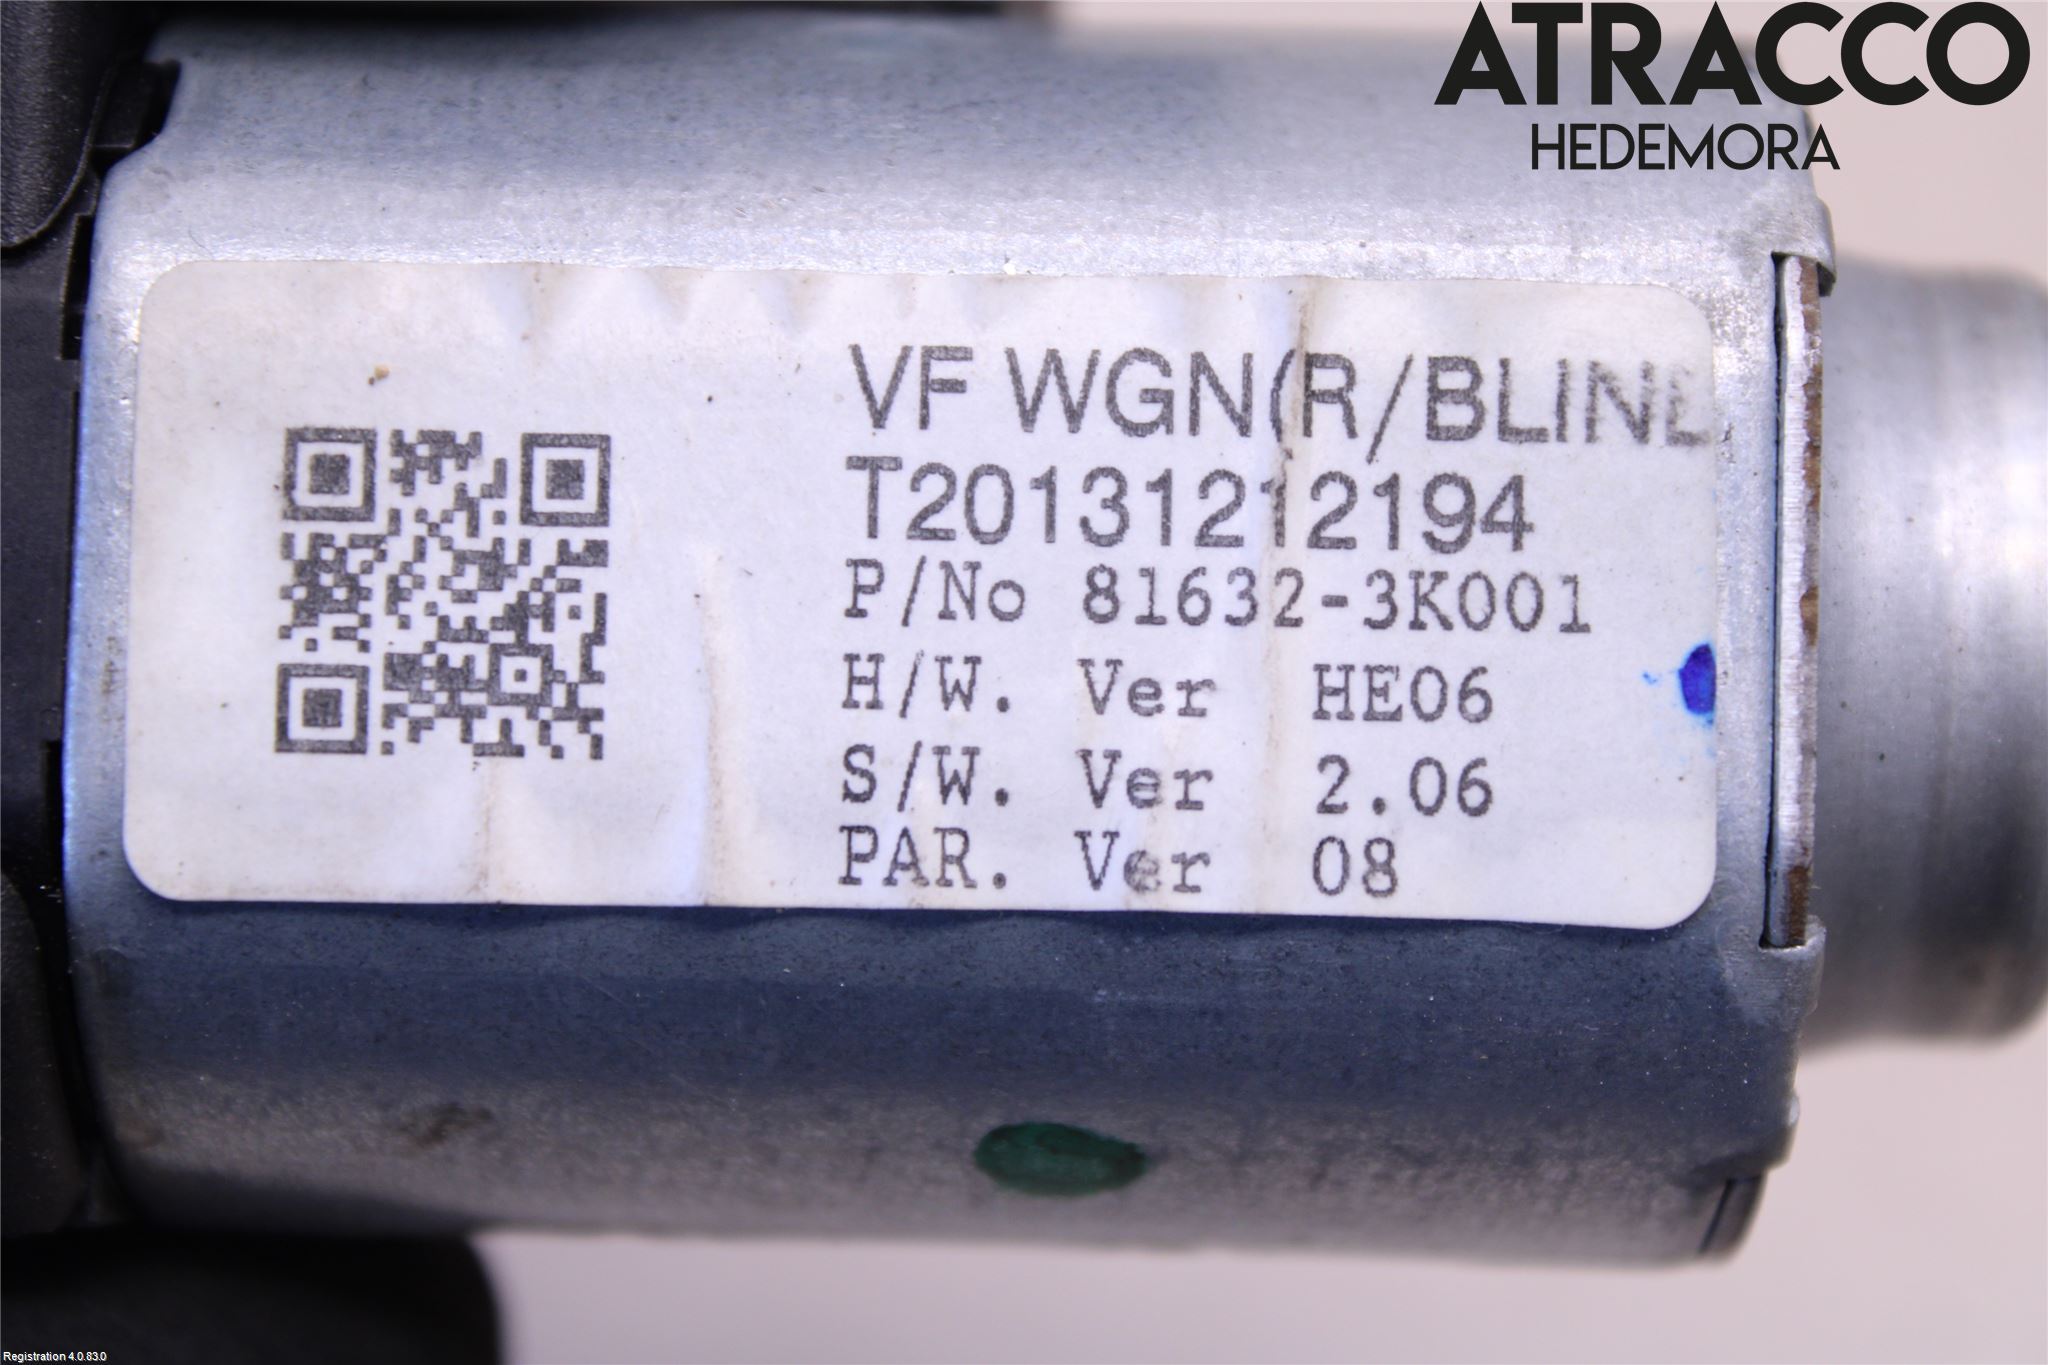 ATRACCO
HEDEMORA
VF WGN(R/BLIND
T20131212194
P/No 81632-3K001
H/W. Ver HE06
S/W. Ver 2.06
PAR. Ver 08
Registration 4.0.83.0